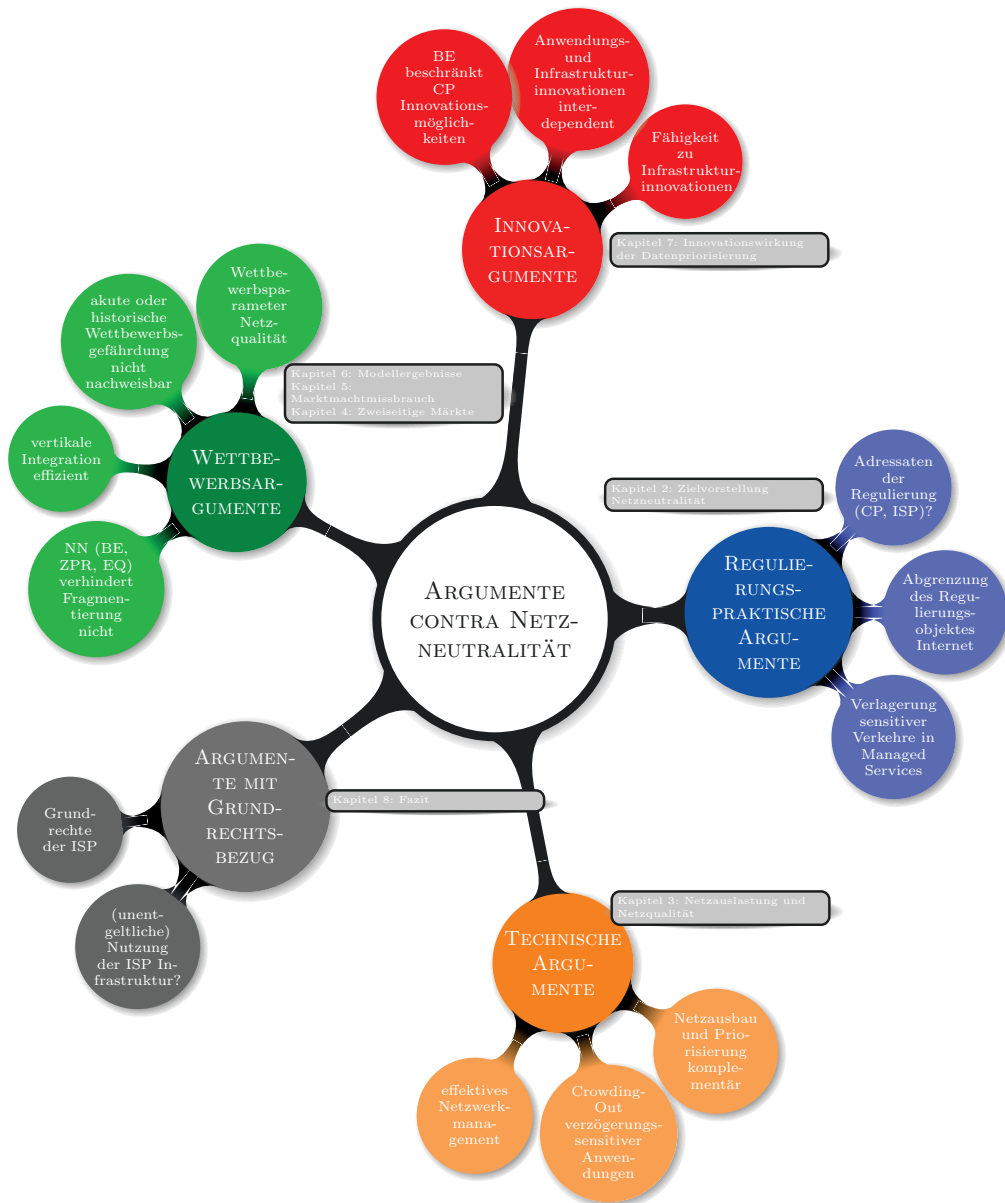 BE
beschränkt
CP
Innovations-
möglich-
keiten
Anwendungs-
und
Infrastruktur-
innovationen
inter-
dependent
Fähigkeit
zu
Infrastruktur-
innovationen
Innova-
tionsar-
gumente
Kapitel 7: Innovationswirkung
der Datenpriorisierung
Wettbe-
werbspa-
rameter
Netz-
qualität
akute oder
historische
Wettbewerbs-
gefährdung
nicht
nachweisbar
vertikale
Integration
effizient
NN (BE,
ZPR, EQ)
verhindert
Fragmen-
tierung
nicht
Wettbe-
werbsar-
gumente
Kapitel 6: Modellergebnisse
Kapitel 5:
Marktmachtmissbrauch
Kapitel 4: Zweiseitige Märkte
Kapitel 2: Zielvorstellung
Netzneutralität
Adressaten
der
Regulierung
(CP, ISP)?
Abgrenzung
des Regu-
lierungs-
objektes
Internet
Verlagerung
sensitiver
Verkehre in
Managed
Services
Regulie-
rungs-
praktische
Argu-
mente
Argumente
contra Netz-
neutralität
Argumen-
te mit
Grund-
rechts-
bezug
Kapitel 8: Fazit
Grund-
rechte
der ISP
(unent-
geltliche)
Nutzung
der ISP In-
frastruktur?
Kapitel 3: Netzauslastung und
Netzqualität
Technische
Argu-
mente
Netzausbau
und Prio-
risierung
komple-
mentär
effektives
Netzwerk-
mana-
gement
Crowding-
Out
verzögerungs-
sensitiver
Anwen-
dungen